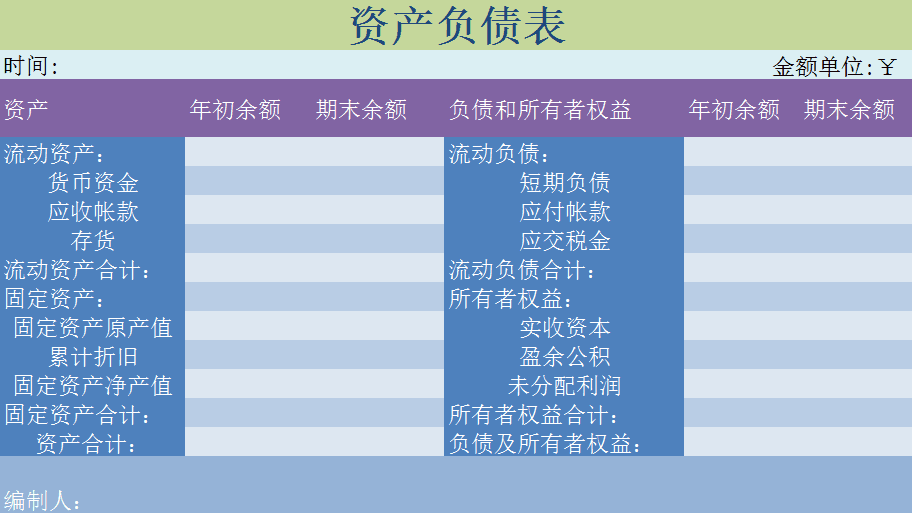 资产负债表
时间: 金额单位:￥
资产 年初余额 期末余额 负债和所有者权益 年初余额 期末余额
流动资产: 流动负债:
货币资金 短期负债
应收帐款 应付帐款
存货 应交税金
流动资产合计: 流动负债合计:
固定资产: 所有者权益:
固定资产原产值 实收资本
累计折旧 盈余公积
固定资产净产值 未分配利润
固定资产合计: 所有者权益合计:
资产合计: 负债及所有者权益:
编制人: